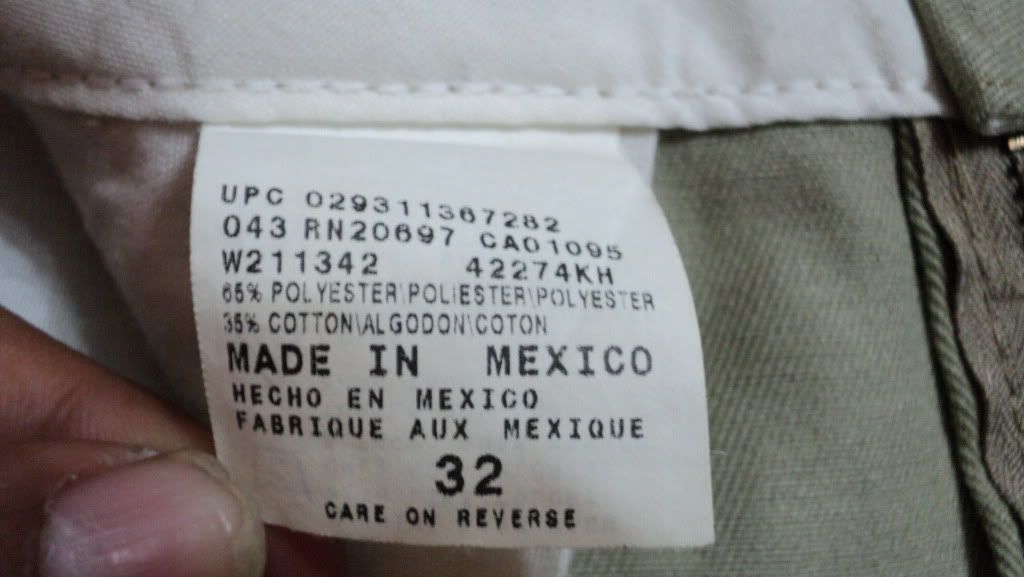 UPC 029311367282
043 RN20697 CA01095
W211342 42274KH
65% POLYESTER\POLIESTER\POLYESTER
35% COTTON\ALGODON\COTON
MADE IN MEXICO
HECHO EN MEXICO
FABRIQUE AUX MEXIQUE
32
CARE ON REVERSE